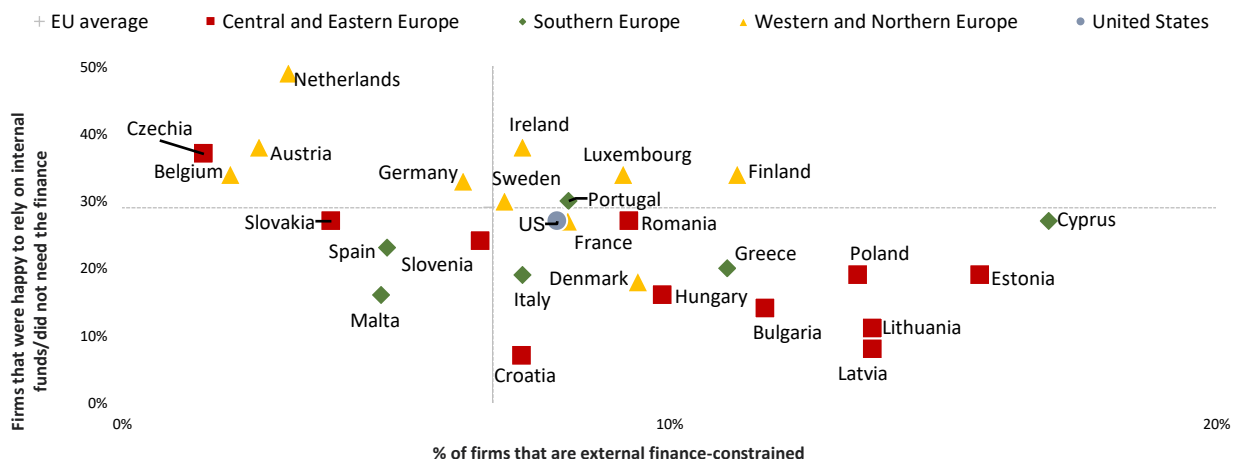 EU average
Central and Eastern Europe
Southern Europe
Western and Northern Europe
United States
Firms that were happy to rely on internal
funds/did not need the finance
50%
40%
30%
20%
10%
0%
Netherlands
Czechia
Austria
Belgium
Ireland
Germany
Luxembourg
Finland
Sweden
Portugal
Slovakia
US
France
Romania
Cyprus
Spain
Slovenia
Greece
Poland
Malta
Italy
Denmark
Hungary
Estonia
Bulgaria
Lithuania
Croatia
Latvia
0%
10%
20%
% of firms that are external finance-constrained